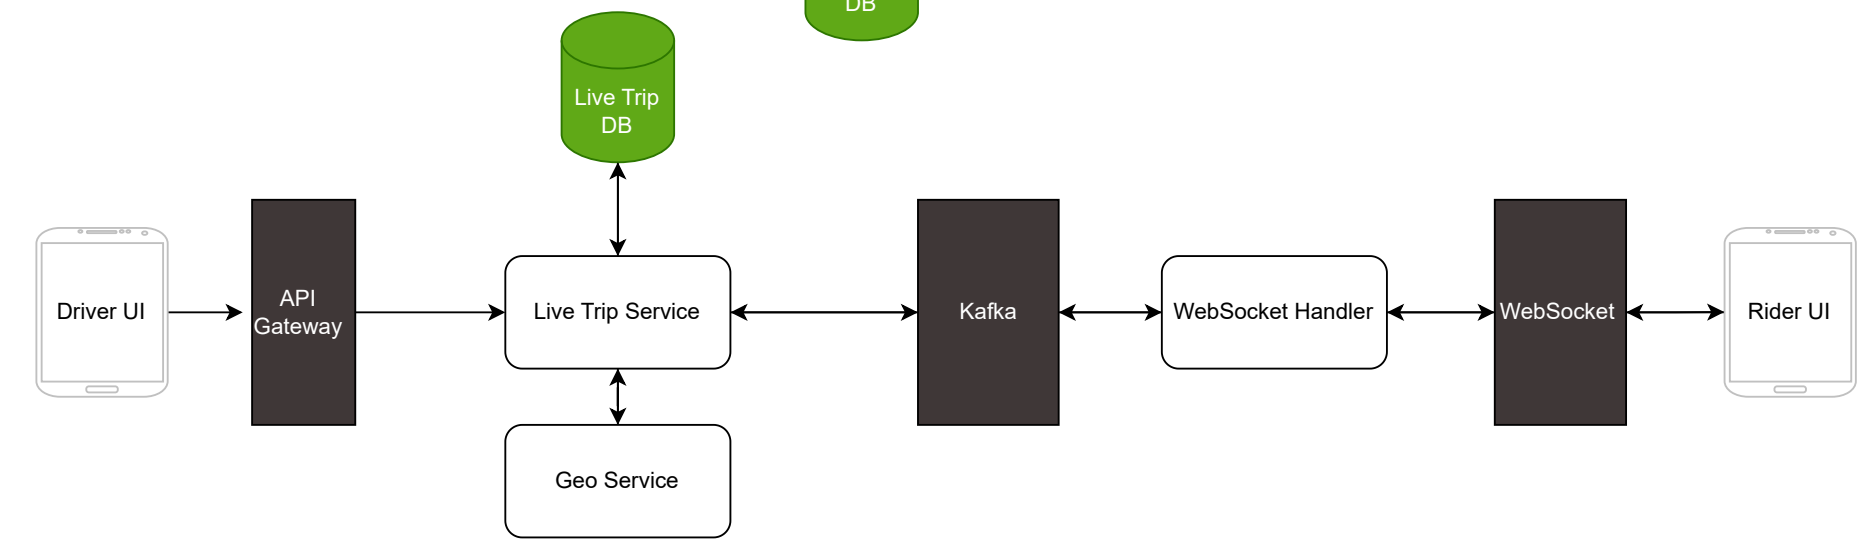 DB
Live Trip
DB
Driver UI
API
Gateway
Live Trip Service
Kafka
WebSocket Handler
WebSocket
Rider UI
Geo Service